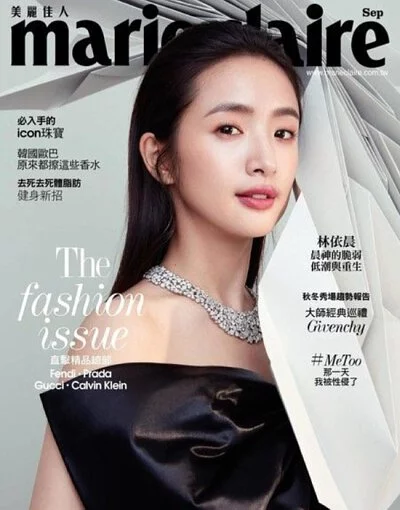 美麗佳人
Sep
marie claire
www.marieclaire.com.tw
必入手的
icon珠寶
韓國歐巴
原來都擦這些香水
去死去死體脂肪
健身新招
The
fashion
issue
直擊精品總部
Fendi · Prada
Gucci · Calvin Klein
林依晨
晨神的脆弱
低潮與重生
秋冬秀場趨勢報告
大師經典巡禮
Givenchy
#MeToo
那一天
我被性侵了